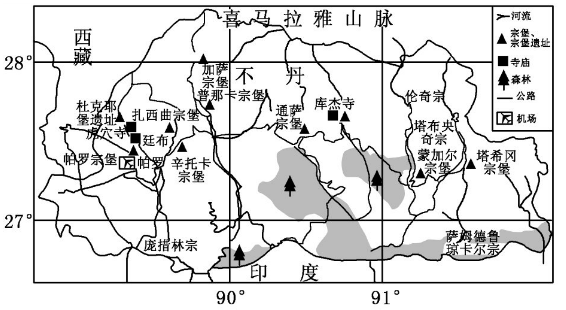 喜马拉雅山脉
西藏
28°
不丹
加萨
宗堡
普那卡宗堡
杜克耶
堡遗址
扎西曲宗堡
虎穴寺
廷布
帕罗宗堡
帕罗
辛托卡
宗堡
通萨
宗堡
库杰寺
伦奇宗
塔布央
奇宗
蒙加尔
宗堡
塔希冈
宗堡
27°
庞措林宗
萨姆德鲁
琼卡尔宗
印度
90°
91°
河流
宗堡、
宗堡遗址
寺庙
森林
公路
机场